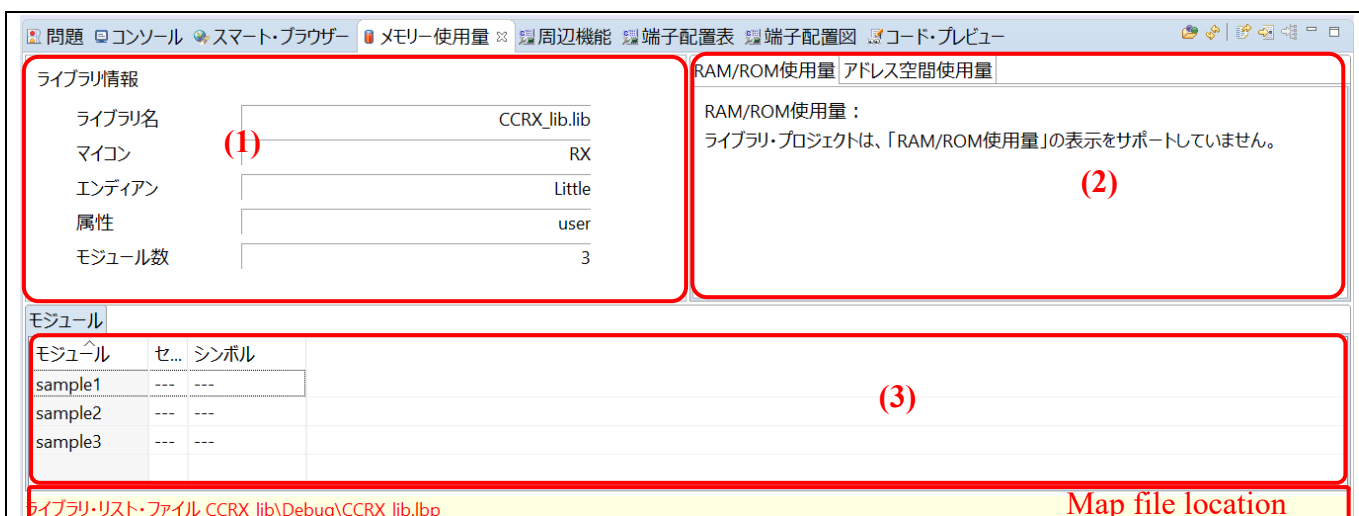 問題 コンソール スマート・ブラウザー メモリー使用量 周辺機能 端子配置表 端子配置図 コード・プレビュー
ライブラリ情報
ライブラリ名 CCRX_lib.lib
マイコン RX
エンディアン Little
属性 user
モジュール数 3
(1)
RAM/ROM使用量 アドレス空間使用量
RAM/ROM使用量：
ライブラリ・プロジェクトは、「RAM/ROM使用量」の表示をサポートしていません。
(2)
モジュール
モジュール セ... シンボル
sample1 --- ---
sample2 --- ---
sample3 --- ---
(3)
ライブラリ・リスト・ファイル CCRX_lib\Debug\CCRX_lib.lbp
Map file location